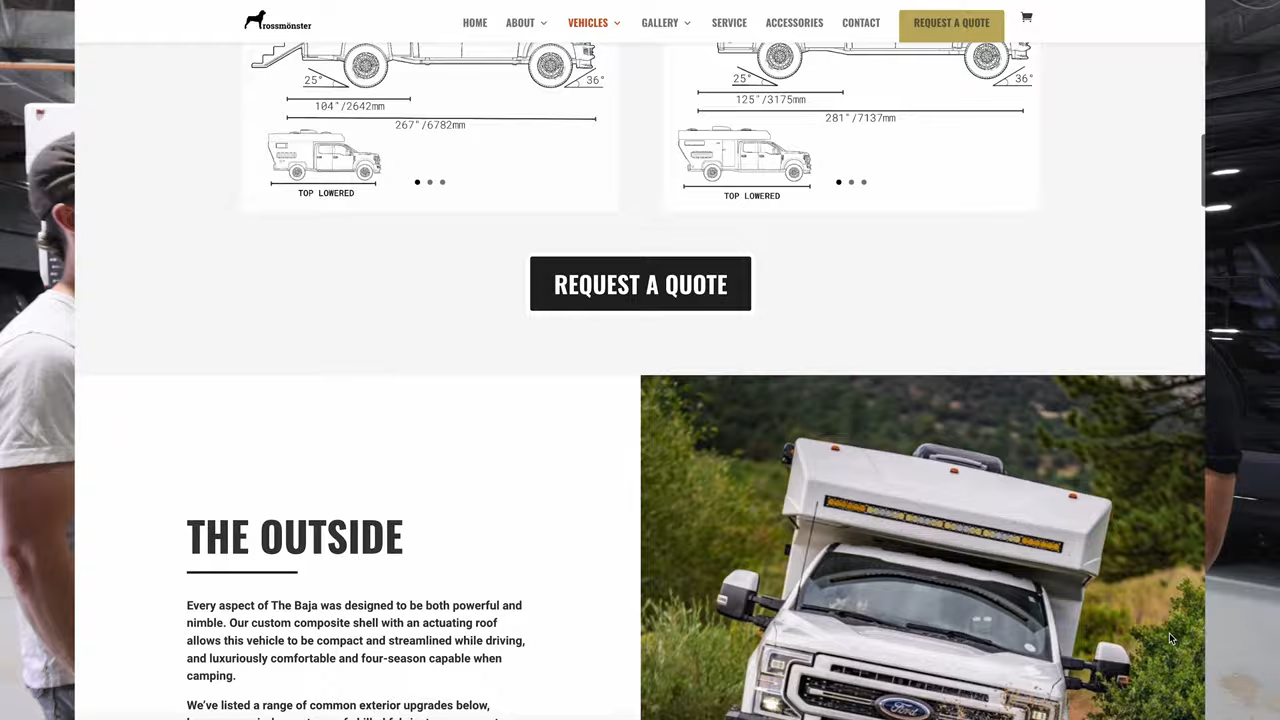 rossmönster
HOME ABOUT VEHICLES GALLERY SERVICE ACCESSORIES CONTACT REQUEST A QUOTE
25° 36°
104"/2642mm
267"/6782mm
TOP LOWERED
25° 36°
125"/3175mm
281"/7137mm
TOP LOWERED
REQUEST A QUOTE
THE OUTSIDE
Every aspect of The Baja was designed to be both powerful and
nimble. Our custom composite shell with an actuating roof
allows this vehicle to be compact and streamlined while driving,
and luxuriously comfortable and four-season capable when
camping.
We've listed a range of common exterior upgrades below,
Ford